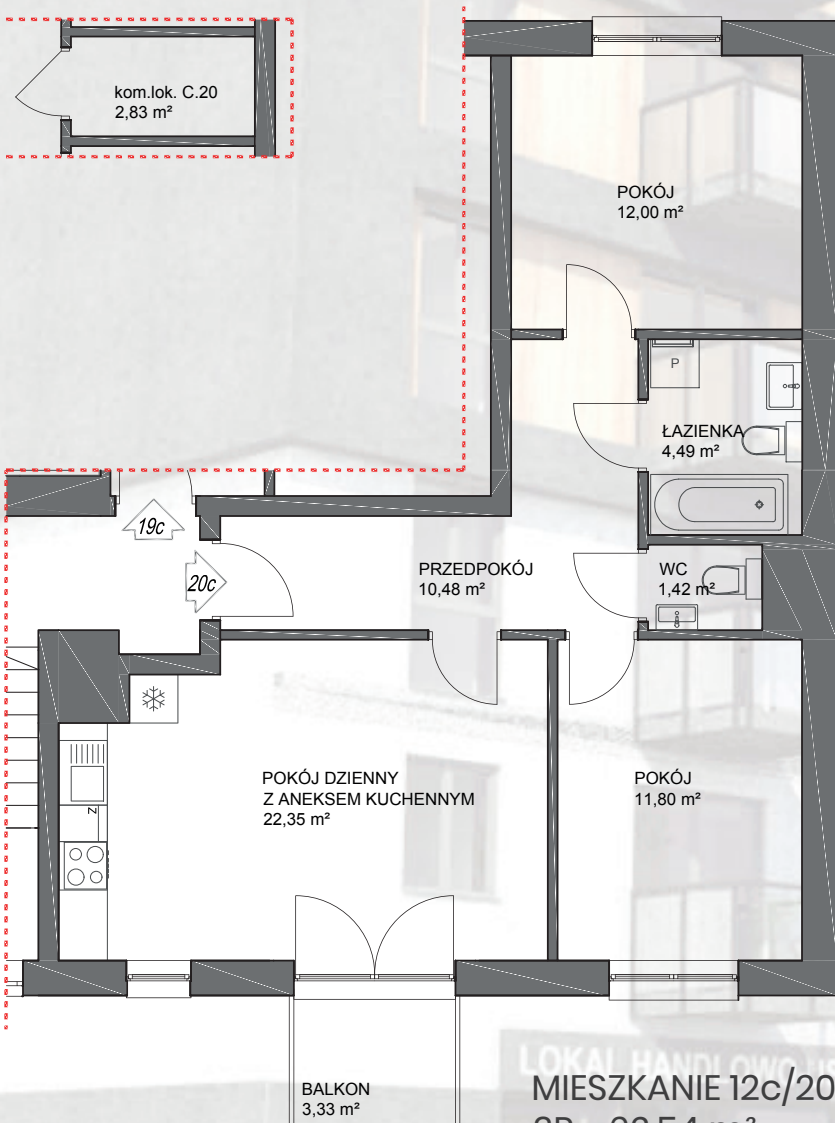 kom.lok. C.20
2,83 m²
POKÓJ
12,00 m²
P
ŁAZIENKA
4,49 m²
19c
20c
PRZEDPOKÓJ
10,48 m²
WC
1,42 m²
POKÓJ DZIENNY
Z ANEKSEM KUCHENNYM
22,35 m²
Z
POKÓJ
11,80 m²
LOKAL HANDLOWO
BALKON
3,33 m²
MIESZKANIE 12c/20